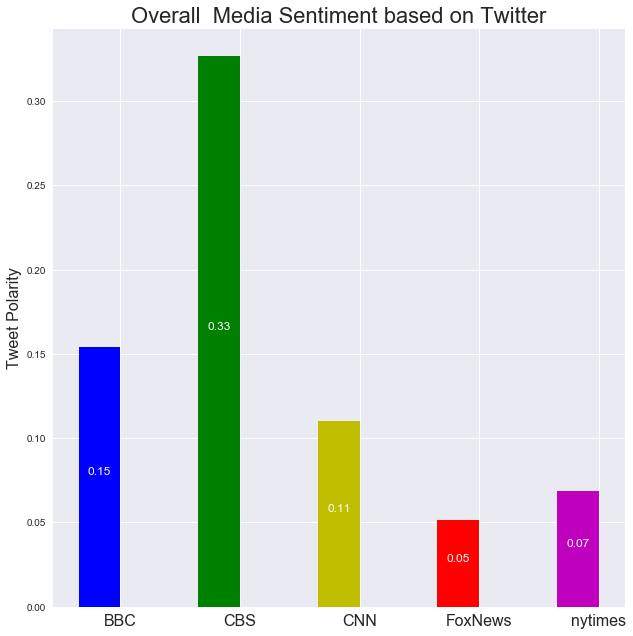 Overall  Media Sentiment based on Twitter
Tweet Polarity
0.30
0.25
0.20
0.15
0.10
0.05
0.00
0.15
0.33
0.11
0.05
0.07
BBC
CBS
CNN
FoxNews
nytimes